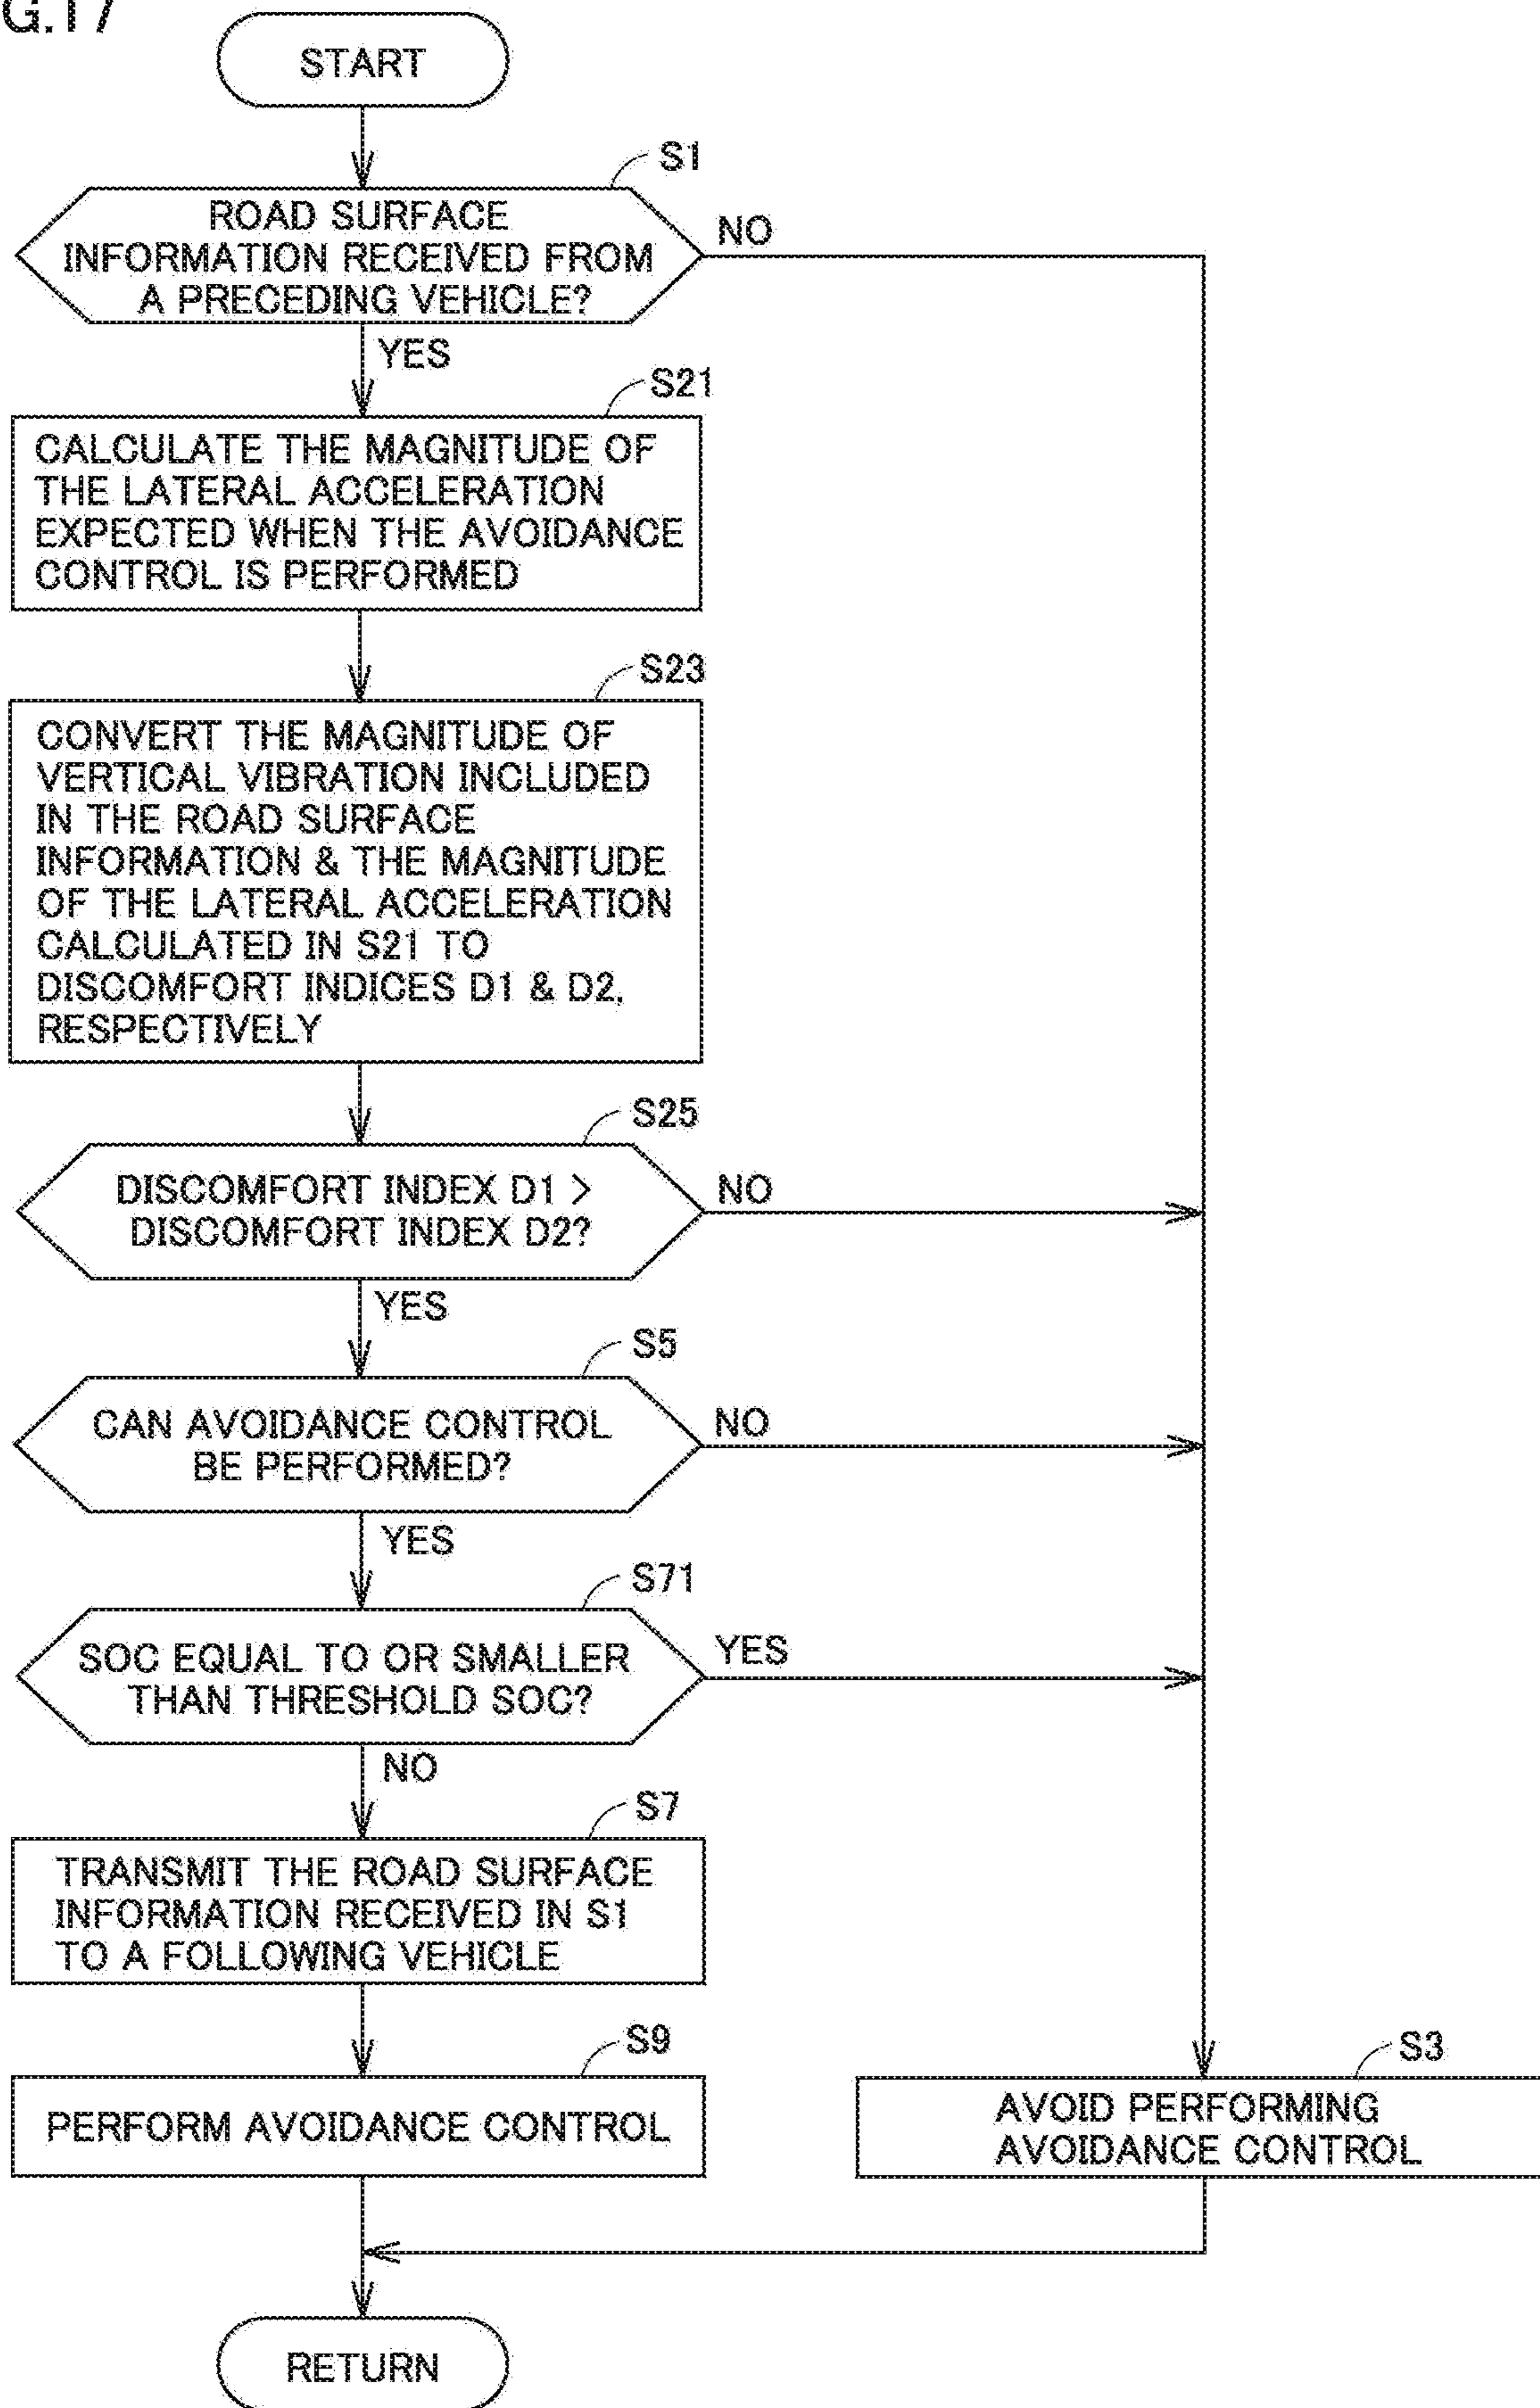 G.17
START
S1
ROAD SURFACE
INFORMATION RECEIVED FROM
A PRECEDING VEHICLE?
NO
YES
S21
CALCULATE THE MAGNITUDE OF
THE LATERAL ACCELERATION
EXPECTED WHEN THE AVOIDANCE
CONTROL IS PERFORMED
S23
CONVERT THE MAGNITUDE OF
VERTICAL VIBRATION INCLUDED
IN THE ROAD SURFACE
INFORMATION & THE MAGNITUDE
OF THE LATERAL ACCELERATION
CALCULATED IN S21 TO
DISCOMFORT INDICES D1 & D2,
RESPECTIVELY
S25
DISCOMFORT INDEX D1 >
DISCOMFORT INDEX D2?
NO
YES
S5
CAN AVOIDANCE CONTROL
BE PERFORMED?
NO
YES
S71
SOC EQUAL TO OR SMALLER
THAN THRESHOLD SOC?
YES
NO
S7
TRANSMIT THE ROAD SURFACE
INFORMATION RECEIVED IN S1
TO A FOLLOWING VEHICLE
S9
PERFORM AVOIDANCE CONTROL
S3
AVOID PERFORMING
AVOIDANCE CONTROL
RETURN